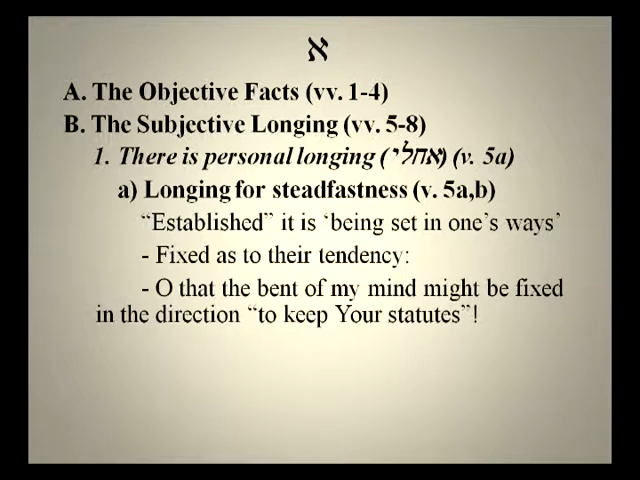 א
A. The Objective Facts (vv. 1-4)
B. The Subjective Longing (vv. 5-8)
1. There is personal longing (אחלי) (v. 5a)
a) Longing for steadfastness (v. 5a,b)
“Established” it is ‘being set in one’s ways’
- Fixed as to their tendency:
- O that the bent of my mind might be fixed
in the direction “to keep Your statutes”!